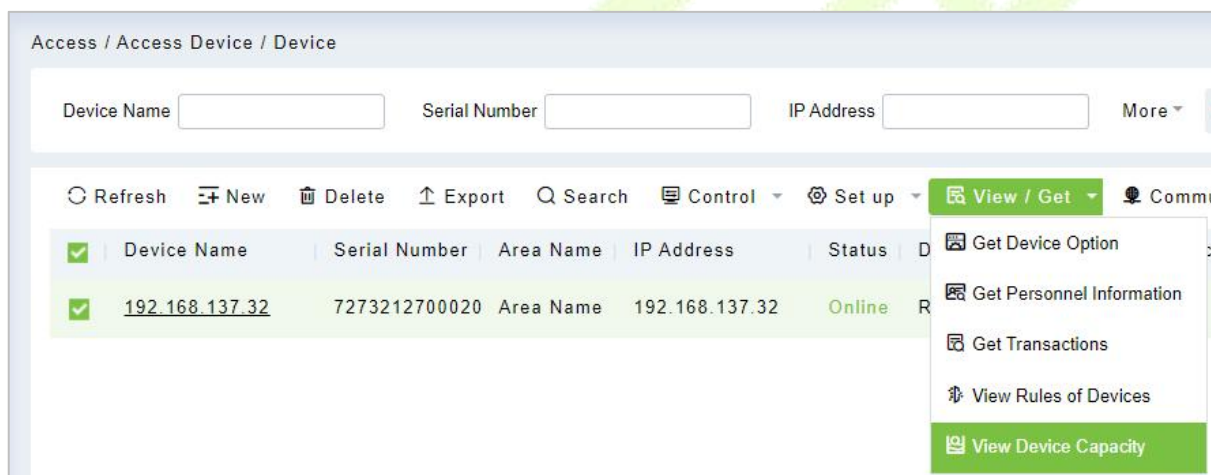 Access / Access Device / Device
Device Name Serial Number IP Address More
Refresh New Delete Export Search Control Set up View / Get
Device Name Serial Number Area Name IP Address Status
192.168.137.32 7273212700020 Area Name 192.168.137.32 Online
Get Device Option
Get Personnel Information
Get Transactions
View Rules of Devices
View Device Capacity